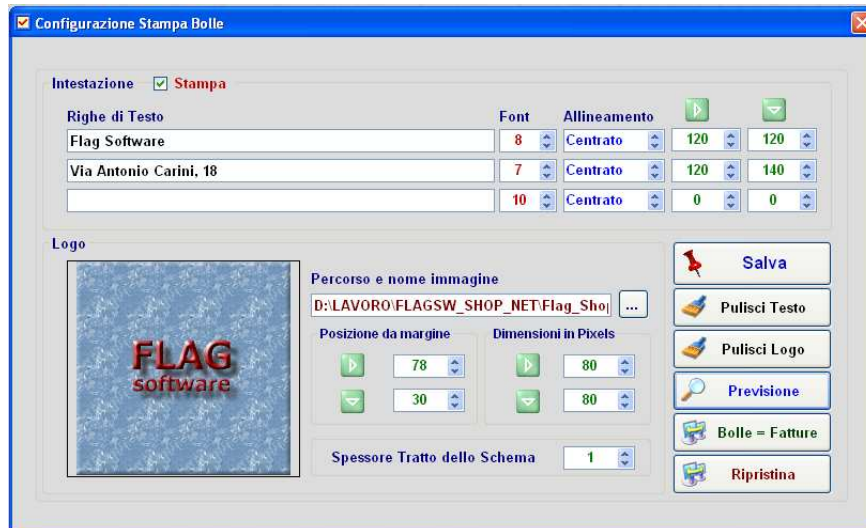 Configurazione Stampa Bolle
Intestazione Stampa
Righe di Testo Font Allineamento
Flag Software 8 Centrato 120 120
Via Antonio Carini, 18 7 Centrato 120 140
10 Centrato 0 0
Logo
FLAG
software
Percorso e nome immagine
D:\LAVORO\FLAGSW_SHOP_NET\Flag_Shop ...
Posizione da margine
78
30
Dimensioni in Pixels
80
80
Spessore Tratto dello Schema 1
Salva
Pulisci Testo
Pulisci Logo
Previsione
Bolle = Fatture
Ripristina